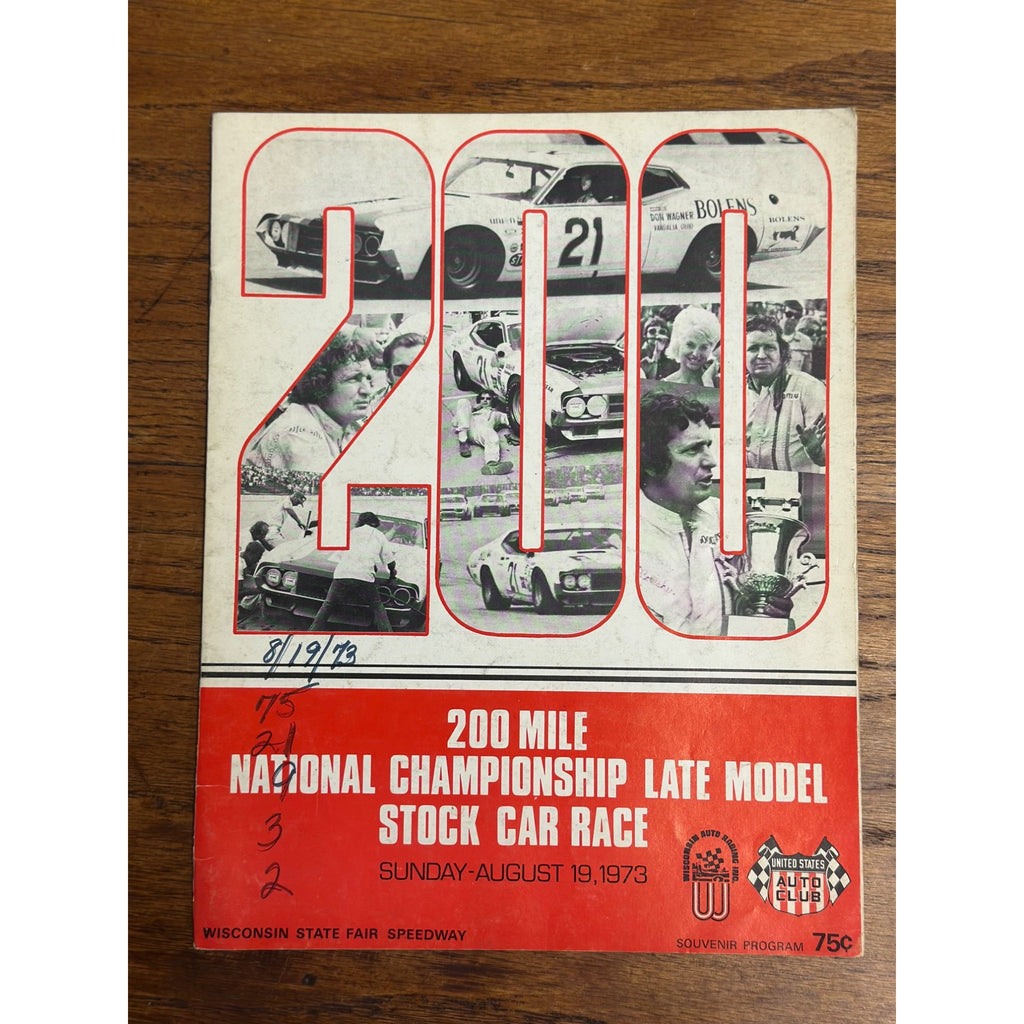 200
DON WAGNER BOLENS
VANDALIA OHIO
BOLENS
21
8/19/73
75
21
9
3
2
200 MILE
NATIONAL CHAMPIONSHIP LATE MODEL
STOCK CAR RACE
SUNDAY-AUGUST 19, 1973
WISCONSIN AUTO RACING INC.
UNITED STATES
AUTO
CLUB
WISCONSIN STATE FAIR SPEEDWAY
SOUVENIR PROGRAM 75¢